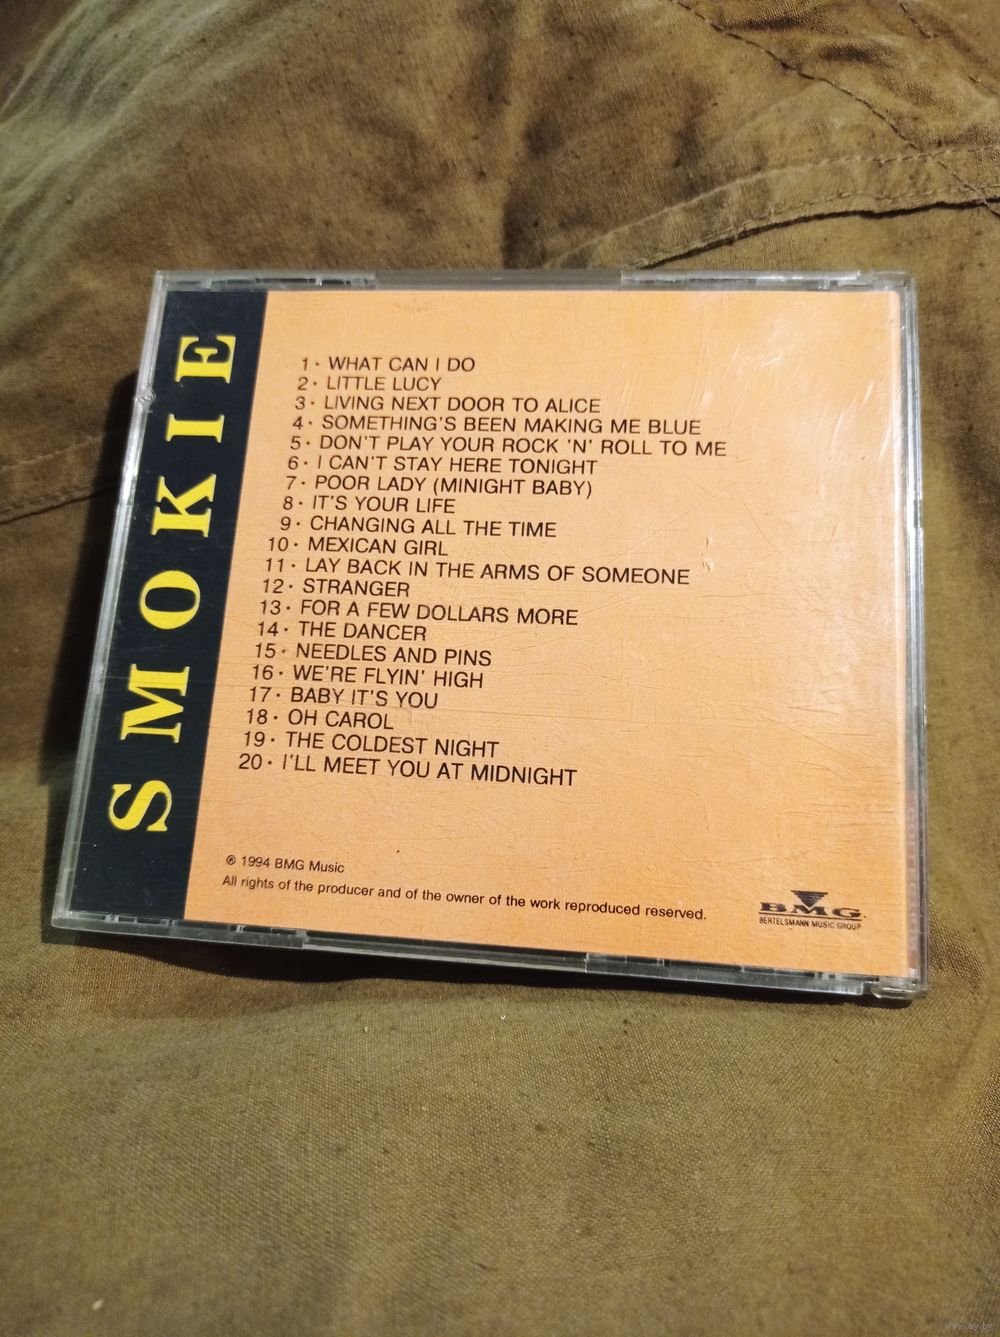 SMOKIE
1 · WHAT CAN I DO
2 · LITTLE LUCY
3 · LIVING NEXT DOOR TO ALICE
4 · SOMETHING'S BEEN MAKING ME BLUE
5 · DON'T PLAY YOUR ROCK 'N' ROLL TO ME
6 · I CAN'T STAY HERE TONIGHT
7 · POOR LADY (MINIGHT BABY)
8 · IT'S YOUR LIFE
9 · CHANGING ALL THE TIME
10 · MEXICAN GIRL
11 · LAY BACK IN THE ARMS OF SOMEONE
12 · STRANGER
13 · FOR A FEW DOLLARS MORE
14 · THE DANCER
15 · NEEDLES AND PINS
16 · WE'RE FLYIN' HIGH
17 · BABY IT'S YOU
18 · OH CAROL
19 · THE COLDEST NIGHT
20 · I'LL MEET YOU AT MIDNIGHT
℗ 1994 BMG Music
All rights of the producer and of the owner of the work reproduced reserved.
BMG
BERTELSMANN MUSIC GROUP
www.ay.by